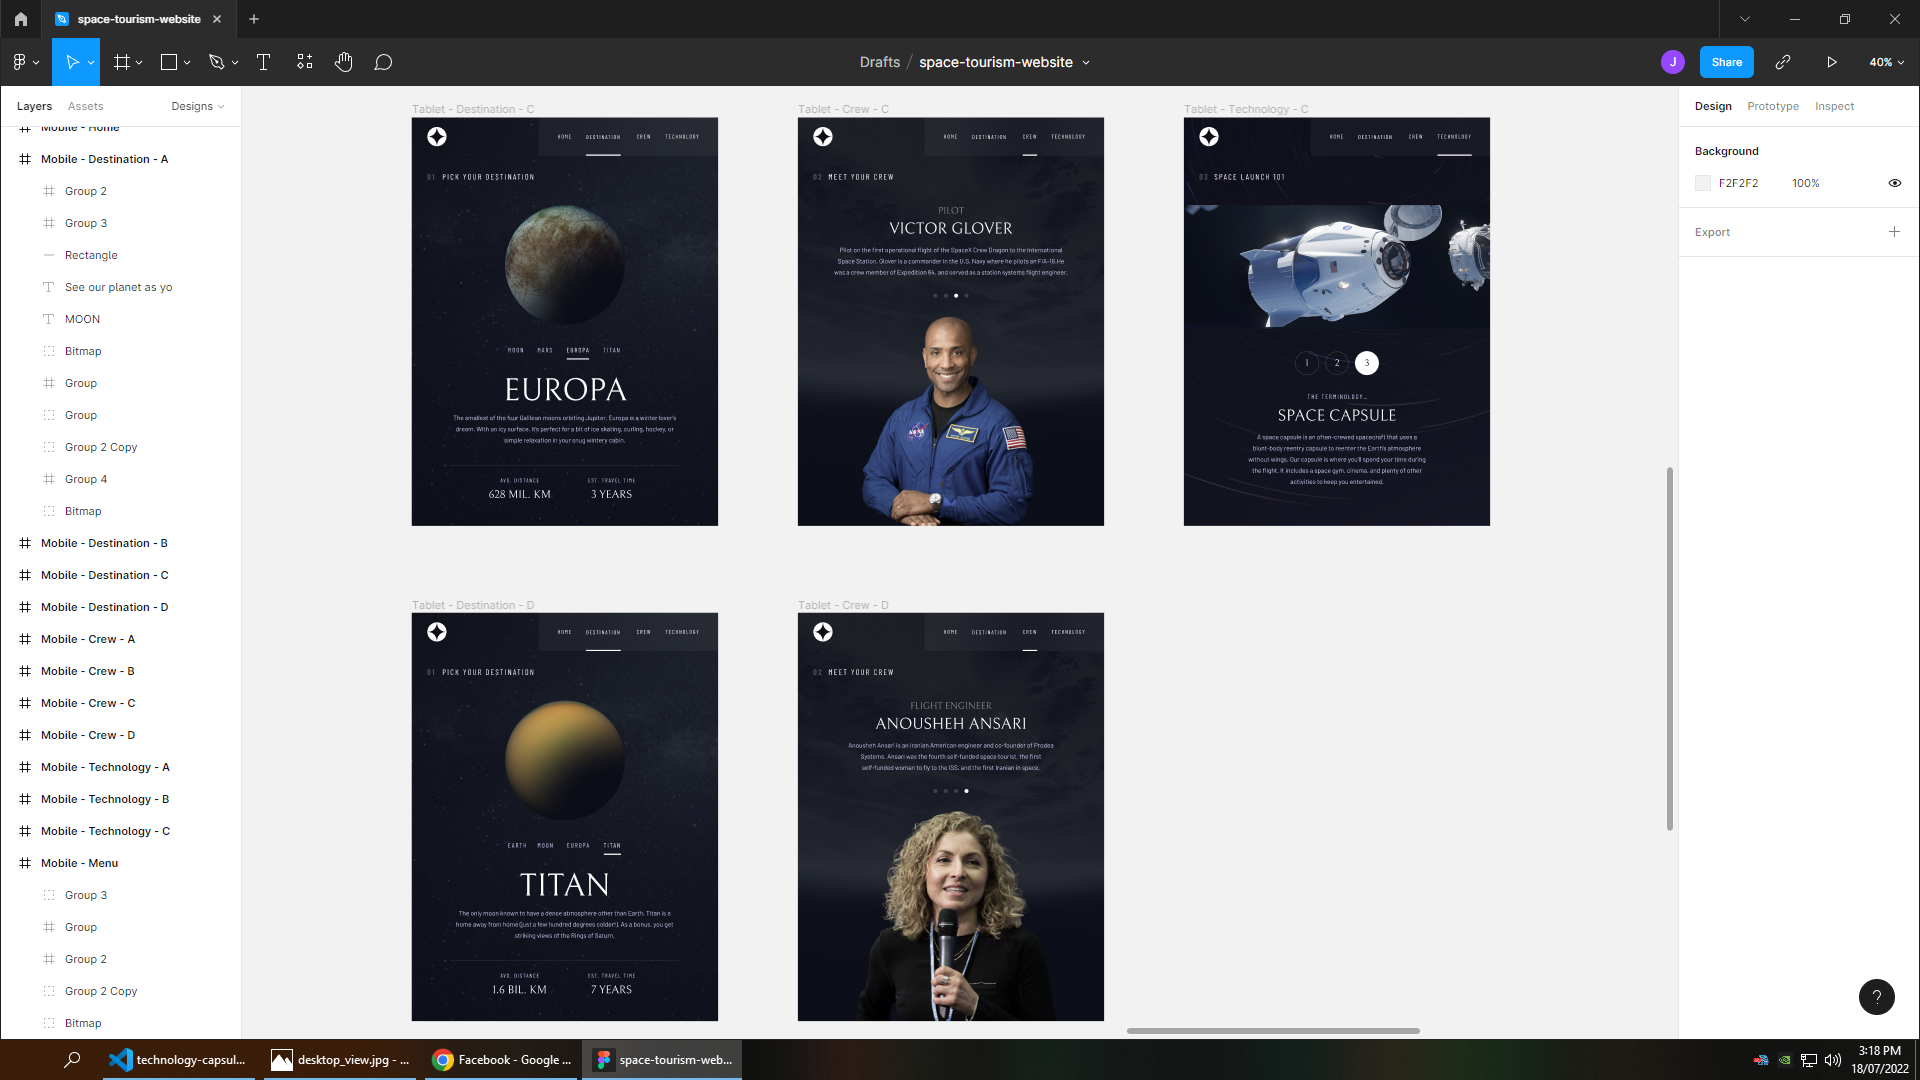 space-tourism-website
Drafts / space-tourism-website
J
Share
40%
Layers
Assets
Designs
Mobile - Home
Mobile - Destination - A
Group 2
Group 3
Rectangle
See our planet as yo
MOON
Bitmap
Group
Group
Group 2 Copy
Group 4
Bitmap
Mobile - Destination - B
Mobile - Destination - C
Mobile - Destination - D
Mobile - Crew - A
Mobile - Crew - B
Mobile - Crew - C
Mobile - Crew - D
Mobile - Technology - A
Mobile - Technology - B
Mobile - Technology - C
Mobile - Menu
Group 3
Group
Group 2
Group 2 Copy
Bitmap
Tablet - Destination - C
HOME DESTINATION CREW TECHNOLOGY
01 PICK YOUR DESTINATION
MOON MARS EUROPA TITAN
EUROPA
The smallest of the four Galilean moons orbiting Jupiter, Europa is a winter lover's
dream. With an icy surface, it's perfect for a bit of ice skating, curling, hockey, or
simple relaxation in your snug wintery cabin.
AVG. DISTANCE
628 MIL. KM
EST. TRAVEL TIME
3 YEARS
Tablet - Crew - C
HOME DESTINATION CREW TECHNOLOGY
02 MEET YOUR CREW
PILOT
VICTOR GLOVER
Pilot on the first operational flight of the SpaceX Crew Dragon to the International
Space Station. Glover is a commander in the U.S. Navy where he pilots an F/A-18.He
was a crew member of Expedition 64, and served as a station systems flight engineer.
NASA
Tablet - Technology - C
HOME DESTINATION CREW TECHNOLOGY
03 SPACE LAUNCH 101
1 2 3
THE TERMINOLOGY…
SPACE CAPSULE
A space capsule is an often-crewed spacecraft that uses a
blunt-body reentry capsule to reenter the Earth's atmosphere
without wings. Our capsule is where you'll spend your time during
the flight. It includes a space gym, cinema, and plenty of other
activities to keep you entertained.
Tablet - Destination - D
HOME DESTINATION CREW TECHNOLOGY
01 PICK YOUR DESTINATION
EARTH MOON EUROPA TITAN
TITAN
The only moon known to have a dense atmosphere other than Earth, Titan is a
home away from home (just a few hundred degrees colder!). As a bonus, you get
striking views of the Rings of Saturn.
AVG. DISTANCE
1.6 BIL. KM
EST. TRAVEL TIME
7 YEARS
Tablet - Crew - D
HOME DESTINATION CREW TECHNOLOGY
02 MEET YOUR CREW
FLIGHT ENGINEER
ANOUSHEH ANSARI
Anousheh Ansari is an Iranian American engineer and co-founder of Prodea
Systems. Ansari was the fourth self-funded space tourist, the first
self-funded woman to fly to the ISS, and the first Iranian in space.
Design
Prototype
Inspect
Background
F2F2F2
100%
Export
?
technology-capsul...
desktop_view.jpg - ...
Facebook - Google ...
space-tourism-web...
3:18 PM
18/07/2022